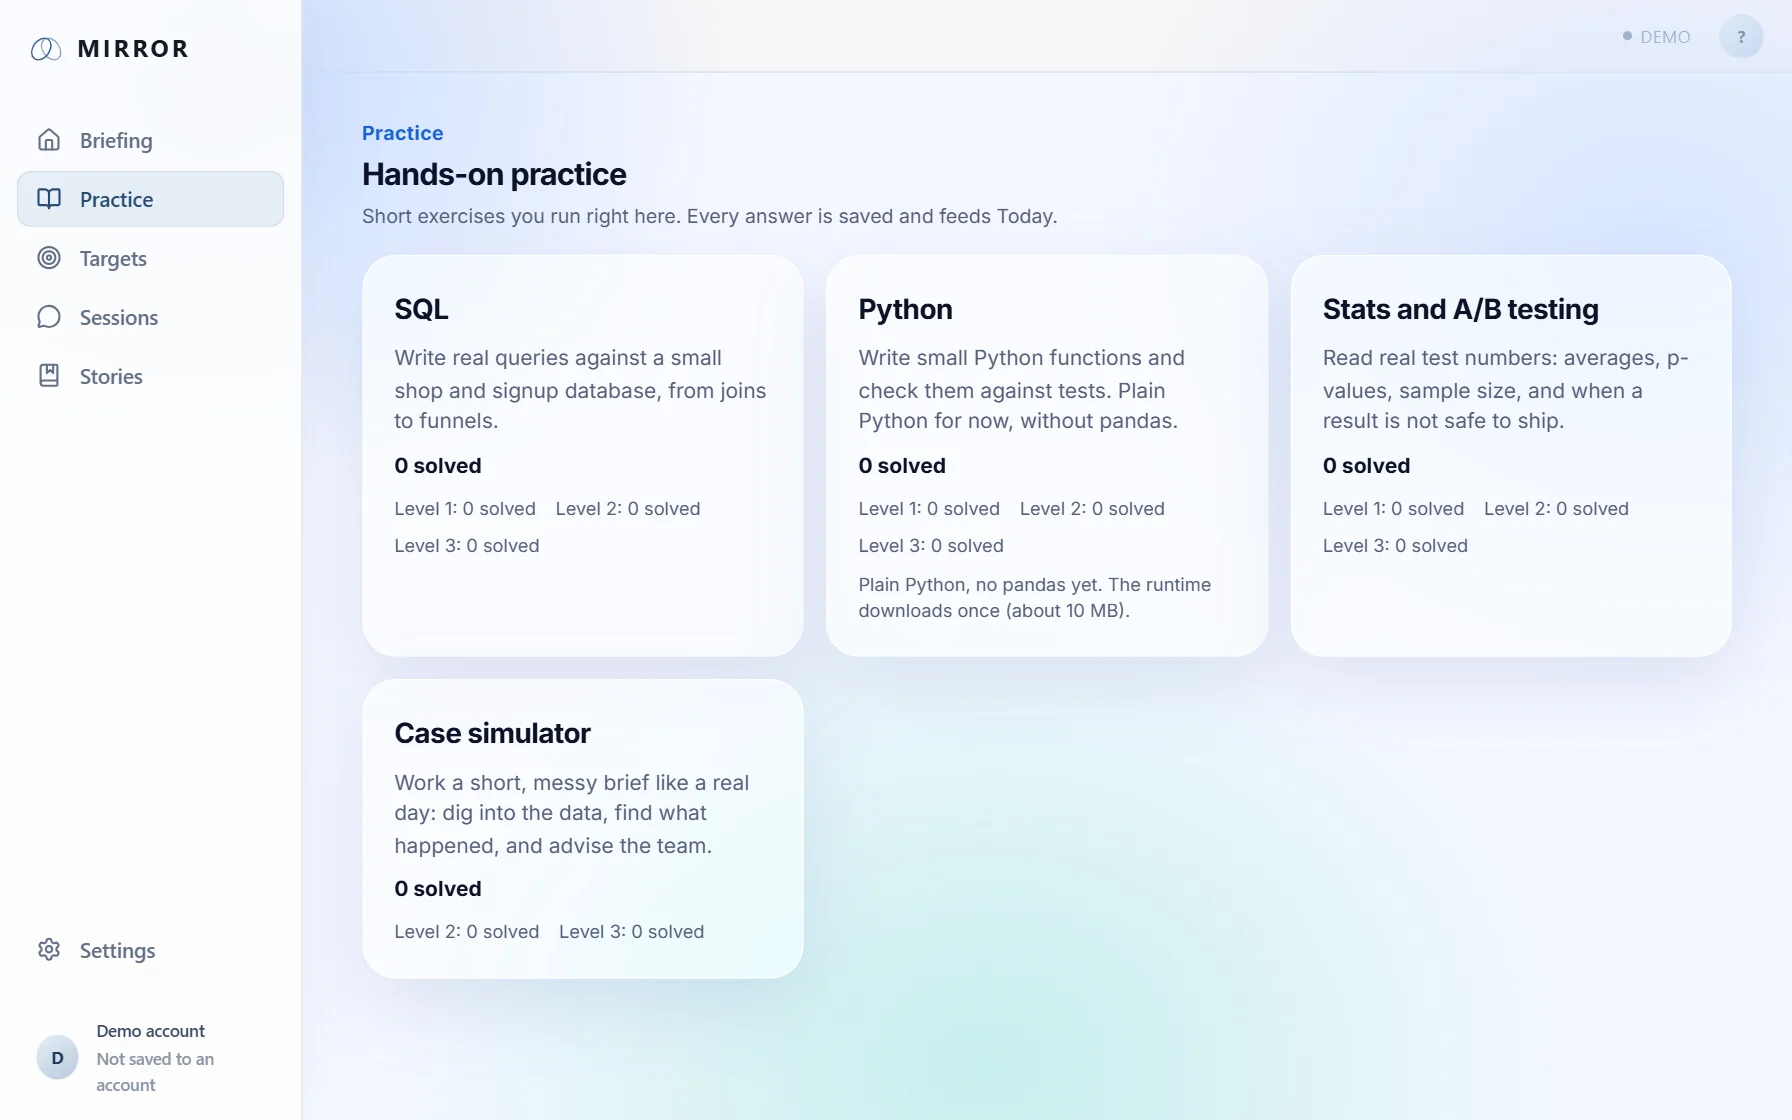 MIRROR
Briefing
Practice
Targets
Sessions
Stories
Settings
D
Demo account
Not saved to an
account
DEMO
?
Practice
Hands-on practice
Short exercises you run right here. Every answer is saved and feeds Today.
SQL
Write real queries against a small
shop and signup database, from joins
to funnels.
0 solved
Level 1: 0 solved Level 2: 0 solved
Level 3: 0 solved
Python
Write small Python functions and
check them against tests. Plain
Python for now, without pandas.
0 solved
Level 1: 0 solved Level 2: 0 solved
Level 3: 0 solved
Plain Python, no pandas yet. The runtime
downloads once (about 10 MB).
Stats and A/B testing
Read real test numbers: averages, p-
values, sample size, and when a
result is not safe to ship.
0 solved
Level 1: 0 solved Level 2: 0 solved
Level 3: 0 solved
Case simulator
Work a short, messy brief like a real
day: dig into the data, find what
happened, and advise the team.
0 solved
Level 2: 0 solved Level 3: 0 solved